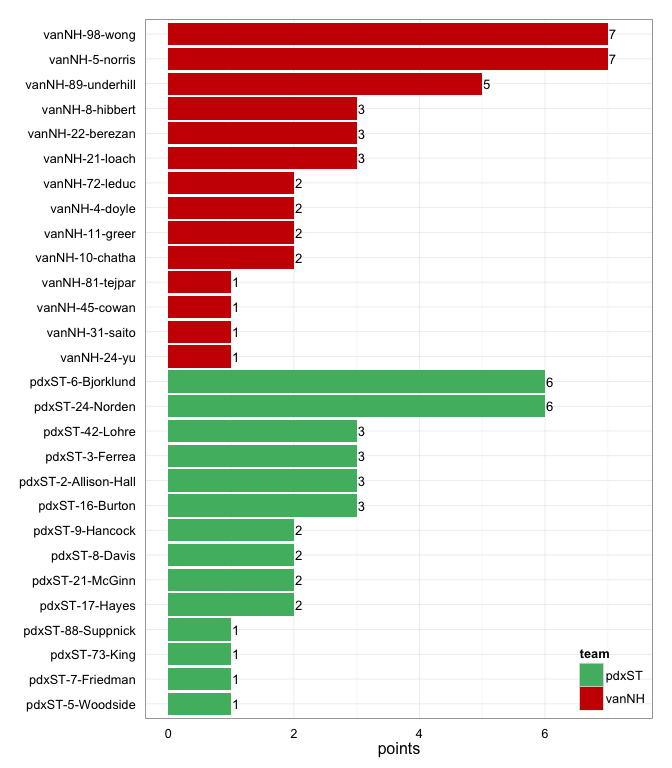 vanNH-98-wong 7
vanNH-5-norris 7
vanNH-89-underhill 5
vanNH-8-hibbert 3
vanNH-22-berezan 3
vanNH-21-loach 3
vanNH-72-leduc 2
vanNH-4-doyle 2
vanNH-11-greer 2
vanNH-10-chatha 2
vanNH-81-tejpar 1
vanNH-45-cowan 1
vanNH-31-saito 1
vanNH-24-yu 1
pdxST-6-Bjorklund 6
pdxST-24-Norden 6
pdxST-42-Lohre 3
pdxST-3-Ferrea 3
pdxST-2-Allison-Hall 3
pdxST-16-Burton 3
pdxST-9-Hancock 2
pdxST-8-Davis 2
pdxST-21-McGinn 2
pdxST-17-Hayes 2
pdxST-88-Suppnick 1
pdxST-73-King 1
pdxST-7-Friedman 1
pdxST-5-Woodside 1
team
pdxST
vanNH
0 2 4 6
points